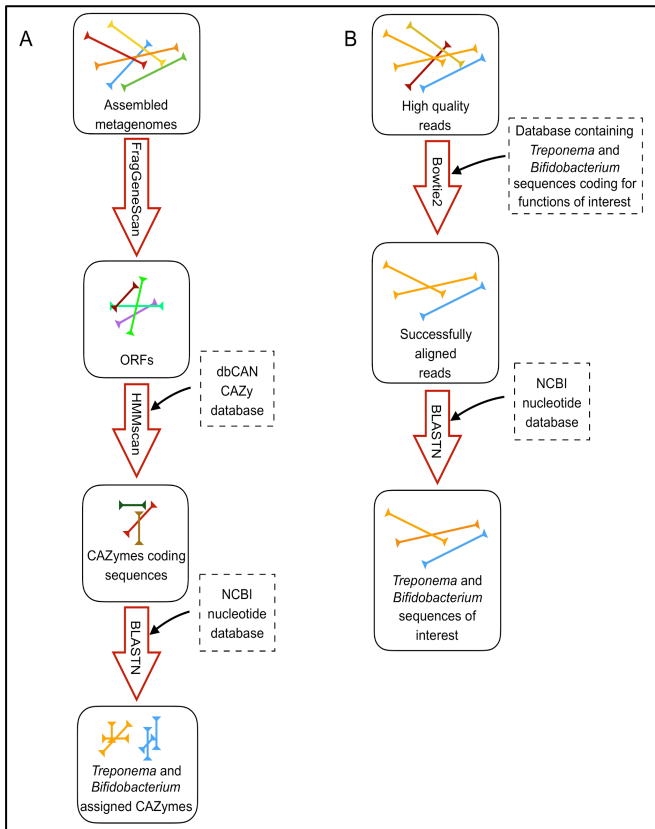 A
Assembled
metagenomes
FragGeneScan
ORFs
dbCAN
CAZy
database
HMMscan
CAZymes coding
sequences
NCBI
nucleotide
database
BLASTN
Treponema and
Bifidobacterium
assigned CAZymes
B
High quality
reads
Database containing
Treponema and
Bifidobacterium
sequences coding for
functions of interest
Bowtie2
Successfully
aligned
reads
NCBI
nucleotide
database
BLASTN
Treponema and
Bifidobacterium
sequences of
interest